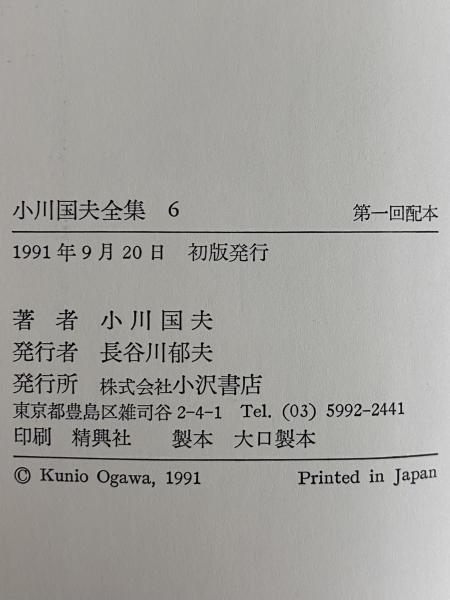 小川国夫全集 6 第一回配本
1991年9月20日 初版発行
著者 小川国夫
発行者 長谷川郁夫
発行所 株式会社小沢書店
東京都豊島区雑司谷2-4-1 Tel. (03) 5992-2441
印刷 精興社 製本 大口製本
© Kunio Ogawa, 1991 Printed in Japan